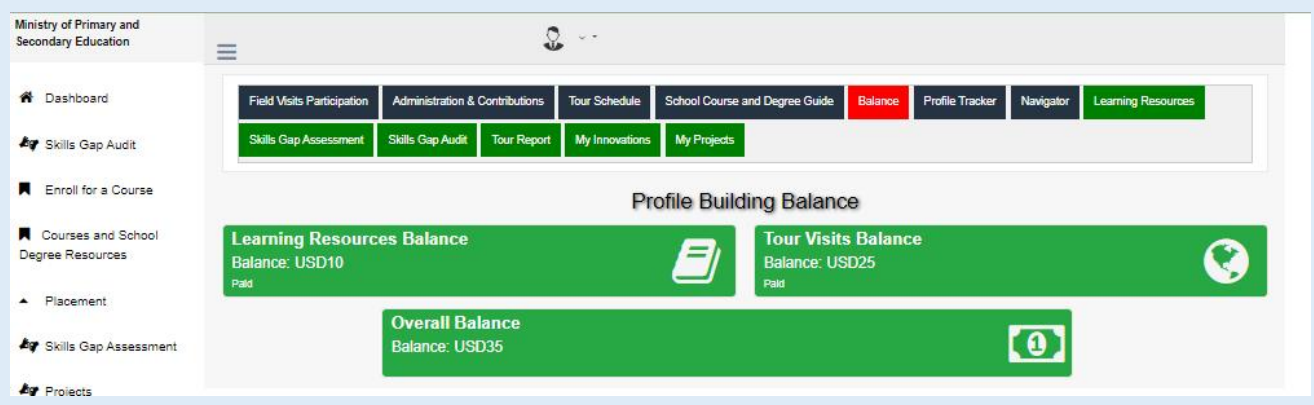 Ministry of Primary and
Secondary Education
Dashboard
Skills Gap Audit
Enroll for a Course
Courses and School
Degree Resources
Placement
Skills Gap Assessment
Projects
Field Visits Participation Administration & Contributions Tour Schedule School Course and Degree Guide Balance Profile Tracker Navigator Learning Resources
Skills Gap Assessment Skills Gap Audit Tour Report My Innovations My Projects
Profile Building Balance
Learning Resources Balance
Balance: USD10
Paid
Tour Visits Balance
Balance: USD25
Paid
Overall Balance
Balance: USD35
1